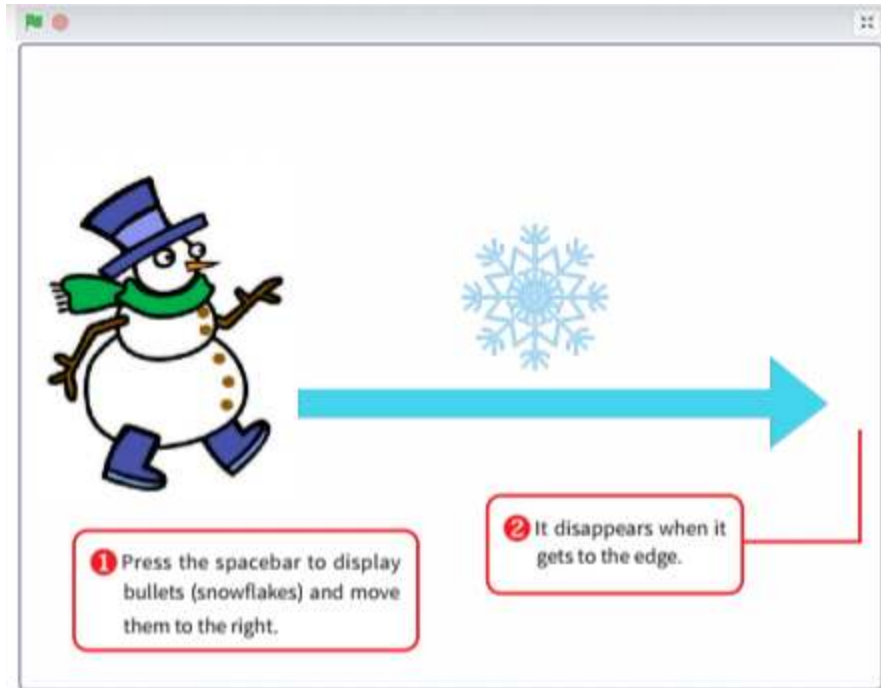 ❶ Press the spacebar to display
bullets (snowflakes) and move
them to the right.
❷ It disappears when it
gets to the edge.